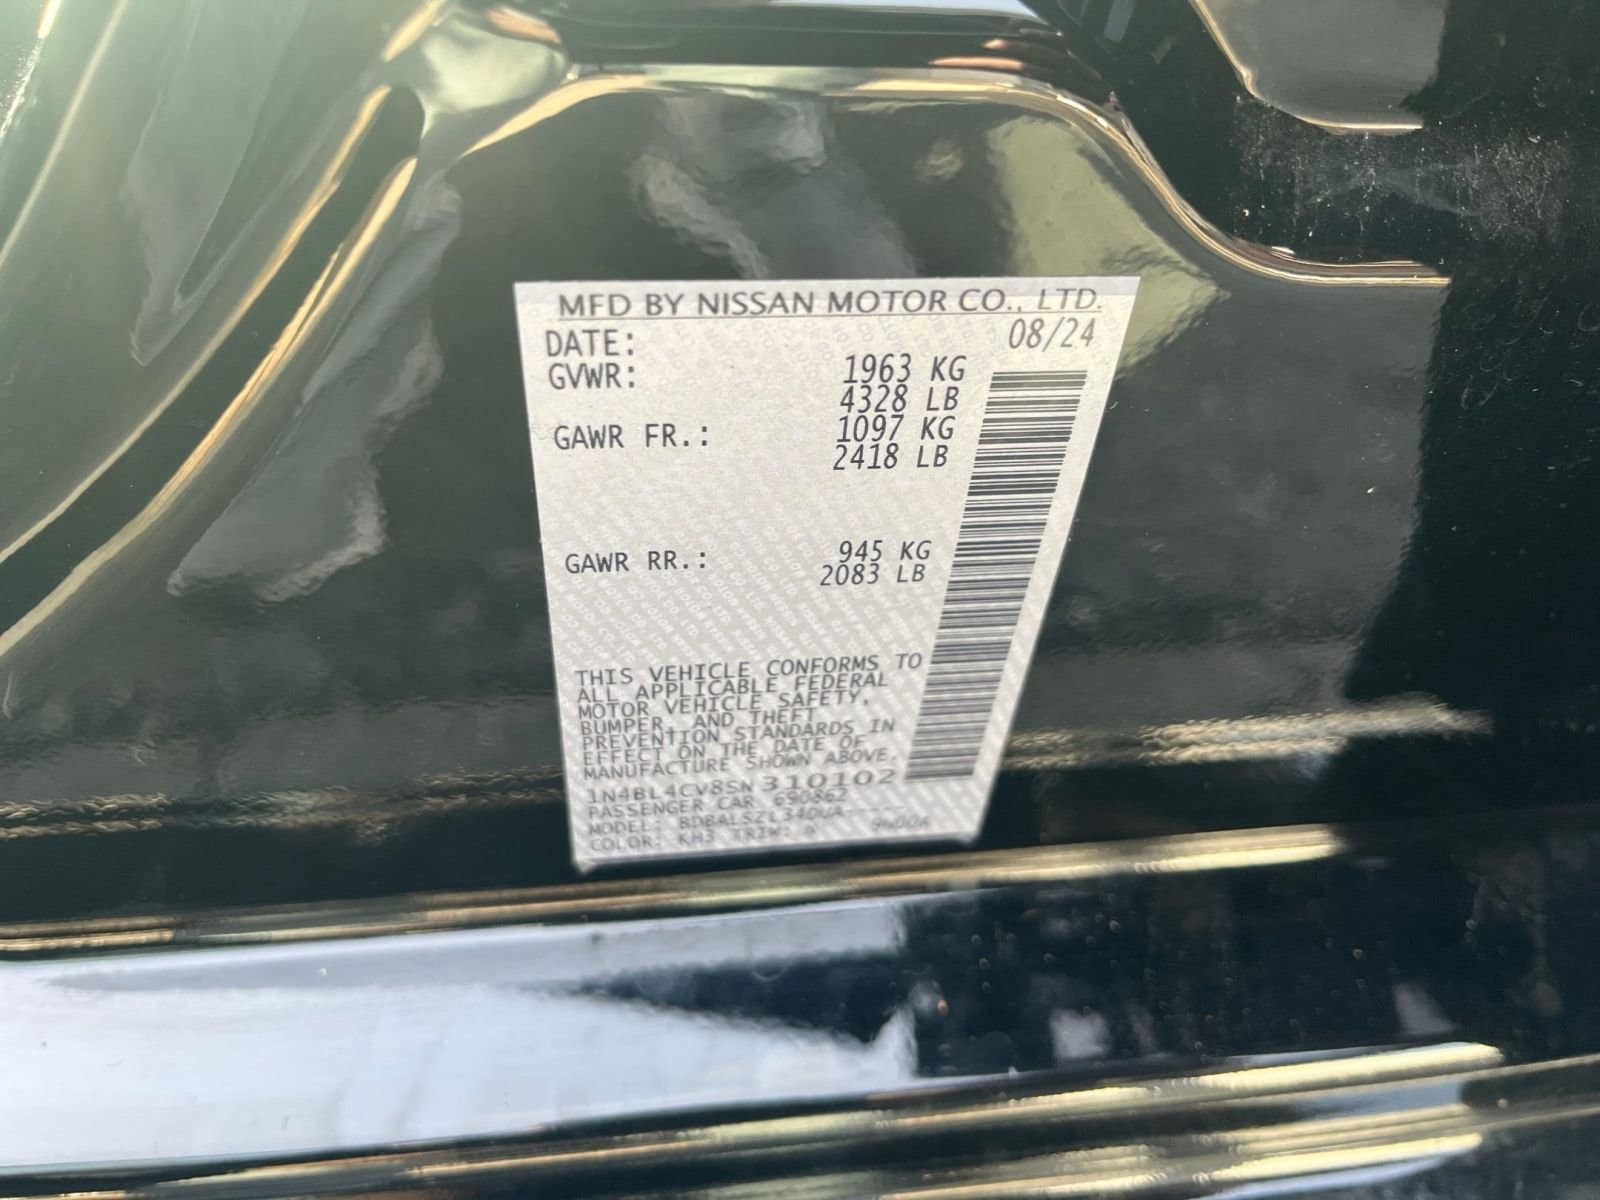 MFD BY NISSAN MOTOR CO., LTD.
DATE: 08/24
GVWR: 1963 KG
4328 LB
GAWR FR.: 1097 KG
2418 LB
GAWR RR.: 945 KG
2083 LB
THIS VEHICLE CONFORMS TO
ALL APPLICABLE FEDERAL
MOTOR VEHICLE SAFETY,
BUMPER, AND THEFT
PREVENTION STANDARDS IN
EFFECT ON THE DATE OF
MANUFACTURE SHOWN ABOVE.
1N4BL4CV8SN310102
PASSENGER CAR 690862
MODEL:
COLOR: KH3 TRIM: